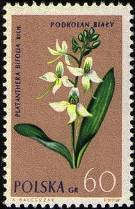 PODKOLAN BIAŁY
PLATANTHERA BIFOLIA RICH.
POLSKA GR 60